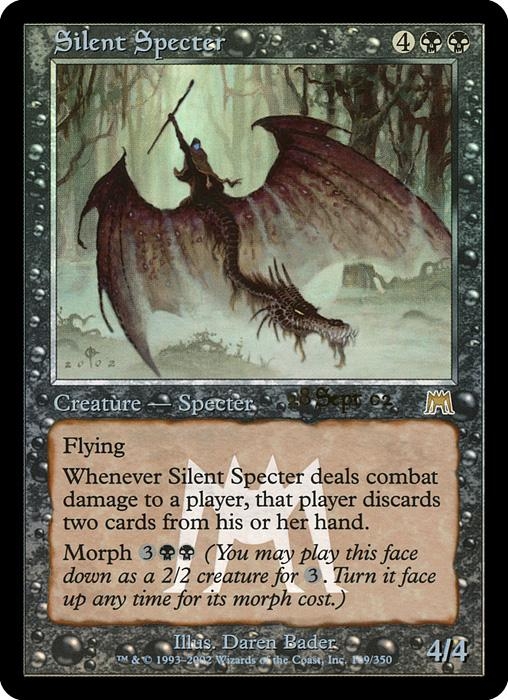 Silent Specter 4
2002
Creature — Specter 28 Sept 02
Flying
Whenever Silent Specter deals combat
damage to a player, that player discards
two cards from his or her hand.
Morph 3 (You may play this face
down as a 2/2 creature for 3. Turn it face
up any time for its morph cost.)
Illus. Daren Bader
4/4
™ & © 1993–2002 Wizards of the Coast, Inc. 169/350